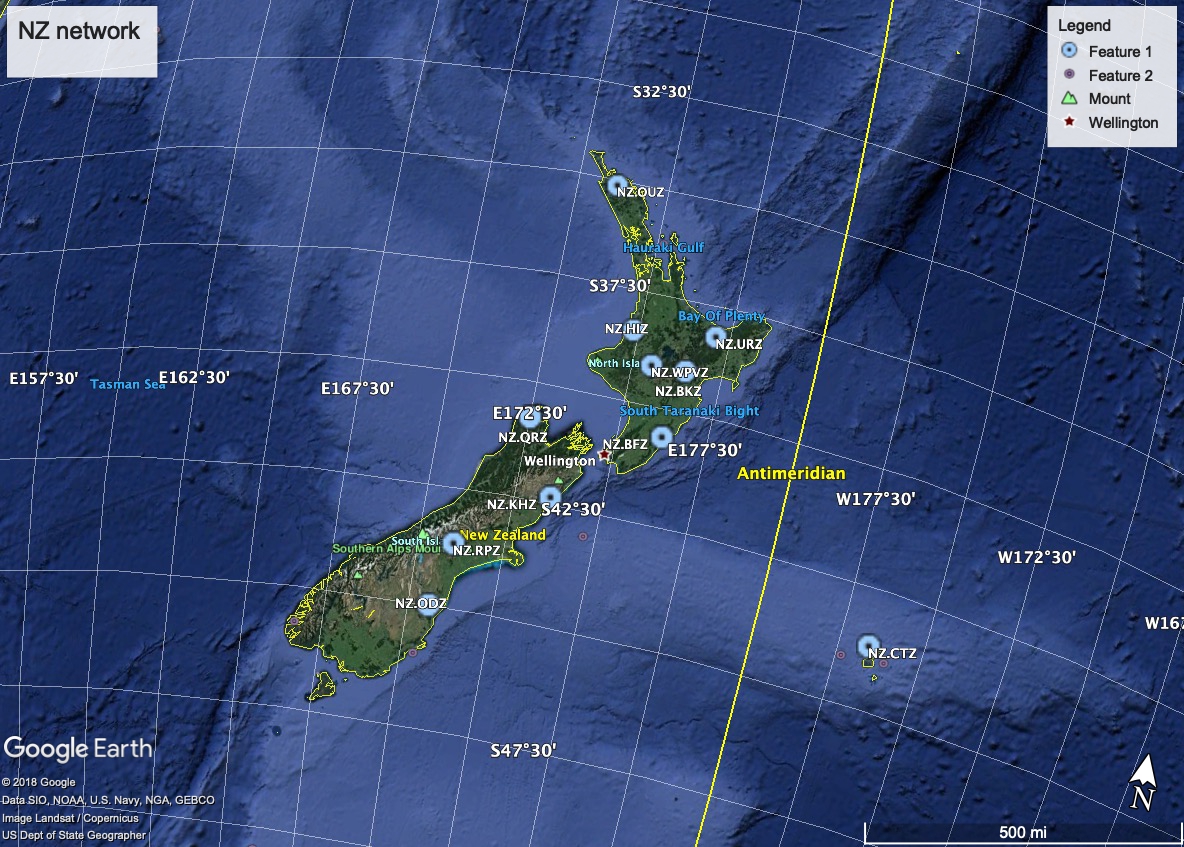 NZ network
Legend
Feature 1
Feature 2
Mount
Wellington
S32°30'
NZ.OUZ
Hauraki Gulf
S37°30'
Bay Of Plenty
NZ.HIZ
NZ.URZ
North Isla
NZ.WPVZ
E157°30'
Tasman Sea
E162°30'
E167°30'
NZ.BKZ
E172°30'
South Taranaki Bight
NZ.QRZ
NZ.BFZ
E177°30'
Wellington
Antimeridian
W177°30'
NZ.KHZ
S42°30'
New Zealand
South Isl
Southern Alps Mou
NZ.RPZ
W172°30'
NZ.ODZ
W167
NZ.CTZ
S47°30'
Google Earth
© 2018 Google
Data SIO, NOAA, U.S. Navy, NGA, GEBCO
Image Landsat / Copernicus
US Dept of State Geographer
N
500 mi